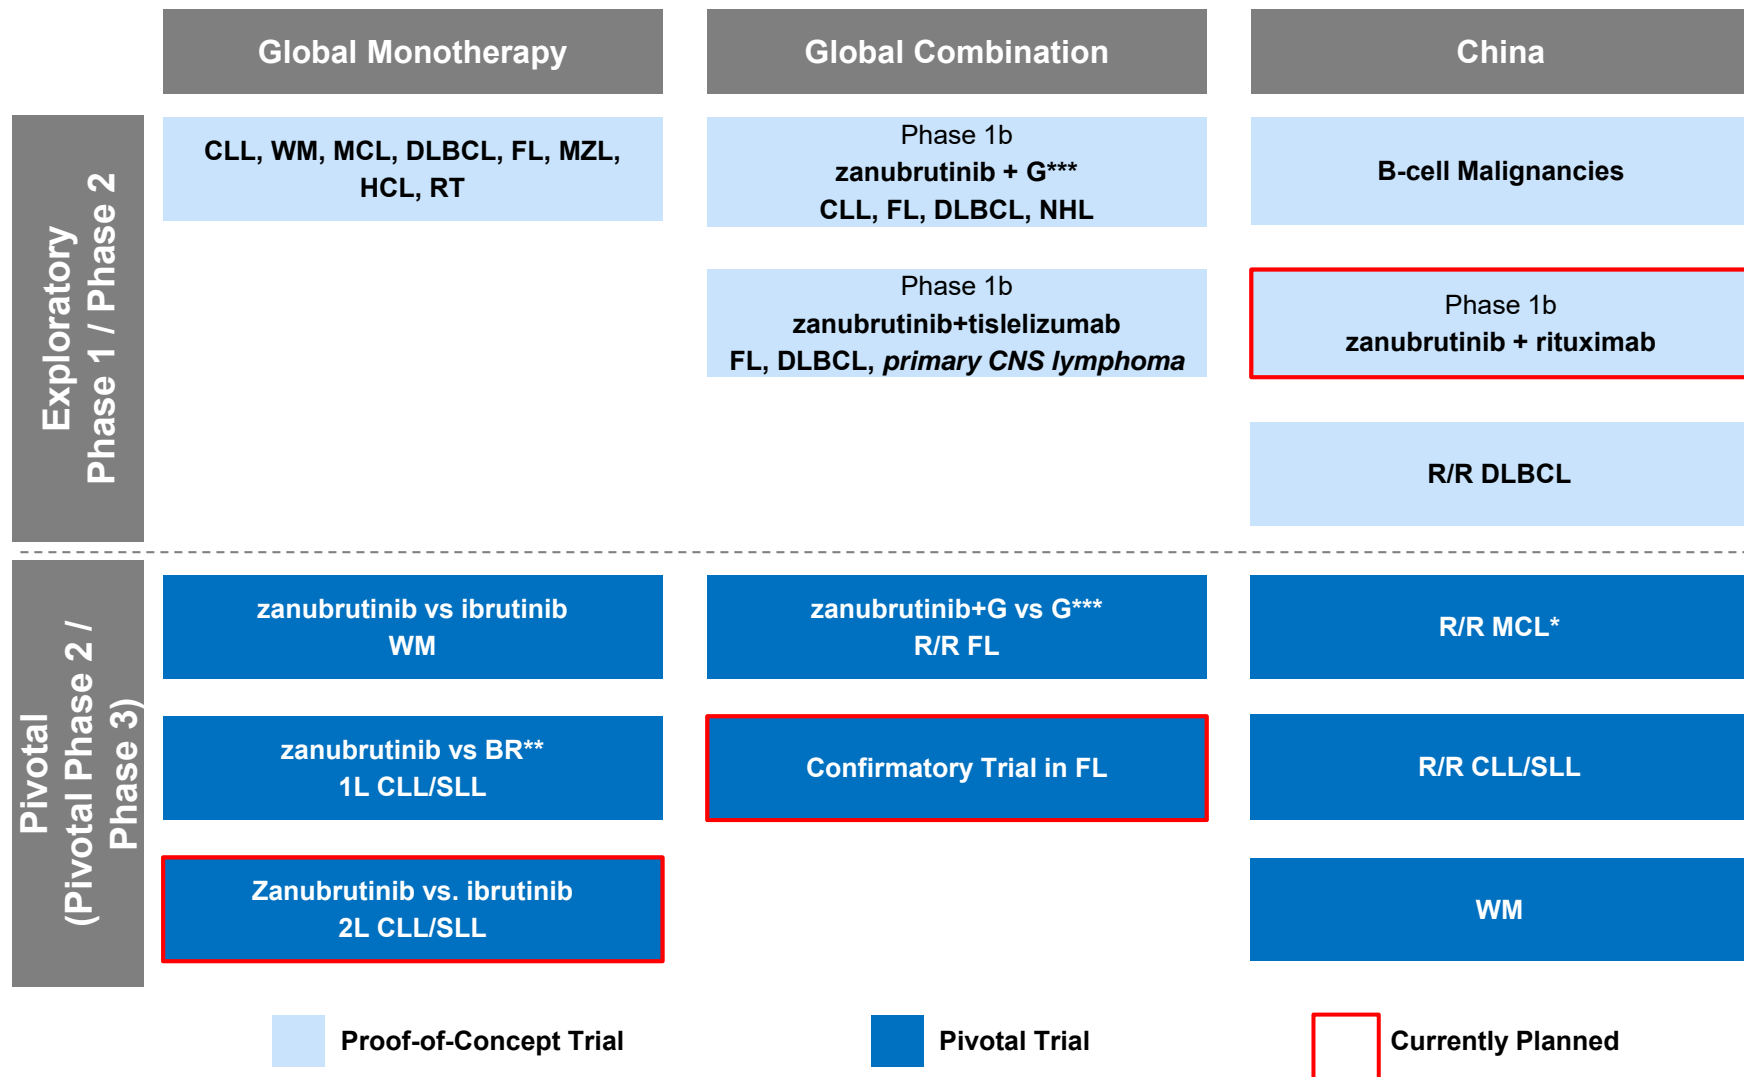 Global Monotherapy
Global Combination
China
Exploratory
Phase 1 / Phase 2
CLL, WM, MCL, DLBCL, FL, MZL,
HCL, RT
Phase 1b
zanubrutinib + G***
CLL, FL, DLBCL, NHL
B-cell Malignancies
Phase 1b
zanubrutinib+tislelizumab
FL, DLBCL, primary CNS lymphoma
Phase 1b
zanubrutinib + rituximab
R/R DLBCL
Pivotal
(Pivotal Phase 2 /
Phase 3)
zanubrutinib vs ibrutinib
WM
zanubrutinib+G vs G***
R/R FL
R/R MCL*
zanubrutinib vs BR**
1L CLL/SLL
Confirmatory Trial in FL
R/R CLL/SLL
Zanubrutinib vs. ibrutinib
2L CLL/SLL
WM
Proof-of-Concept Trial
Pivotal Trial
Currently Planned